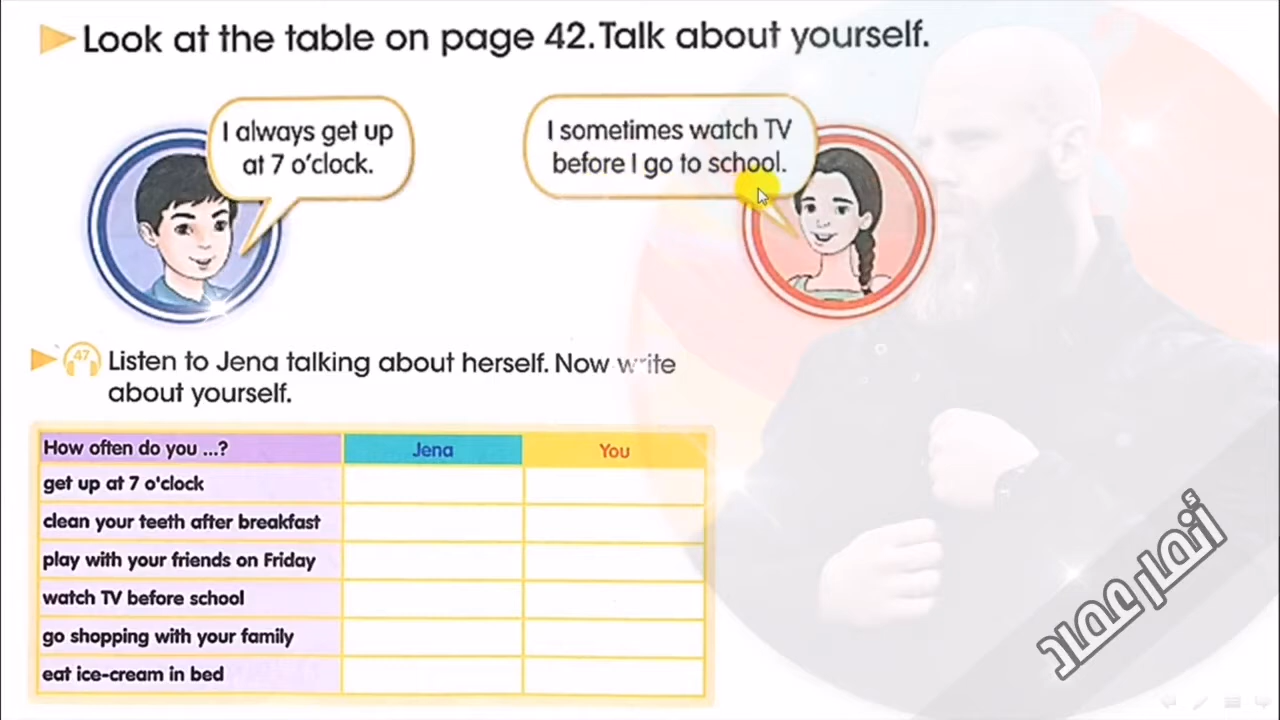 Look at the table on page 42. Talk about yourself.
I always get up
at 7 o'clock.
I sometimes watch TV
before I go to school.
47
Listen to Jena talking about herself. Now write
about yourself.
How often do you ...? Jena You
get up at 7 o'clock
clean your teeth after breakfast
play with your friends on Friday
watch TV before school
go shopping with your family
eat ice-cream in bed
أنمار عماد